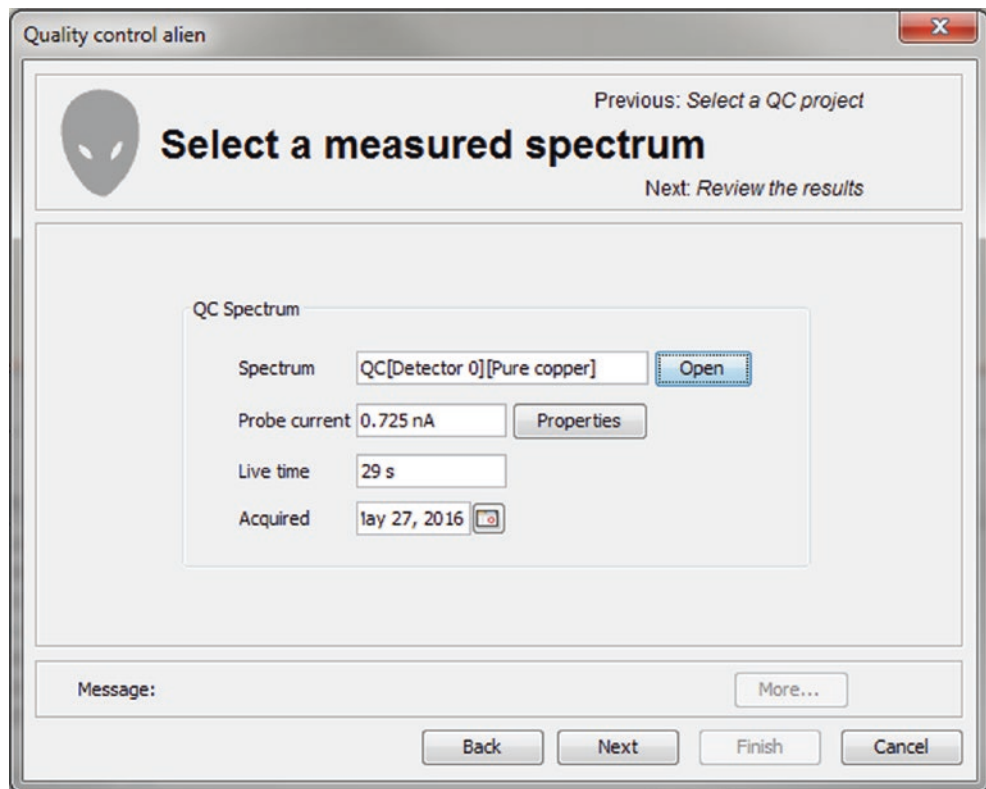 Quality control alien
Previous: Select a QC project
Select a measured spectrum
Next: Review the results
QC Spectrum
Spectrum QC[Detector 0][Pure copper] Open
Probe current 0.725 nA Properties
Live time 29 s
Acquired 27, 2016
Message: More...
Back Next Finish Cancel